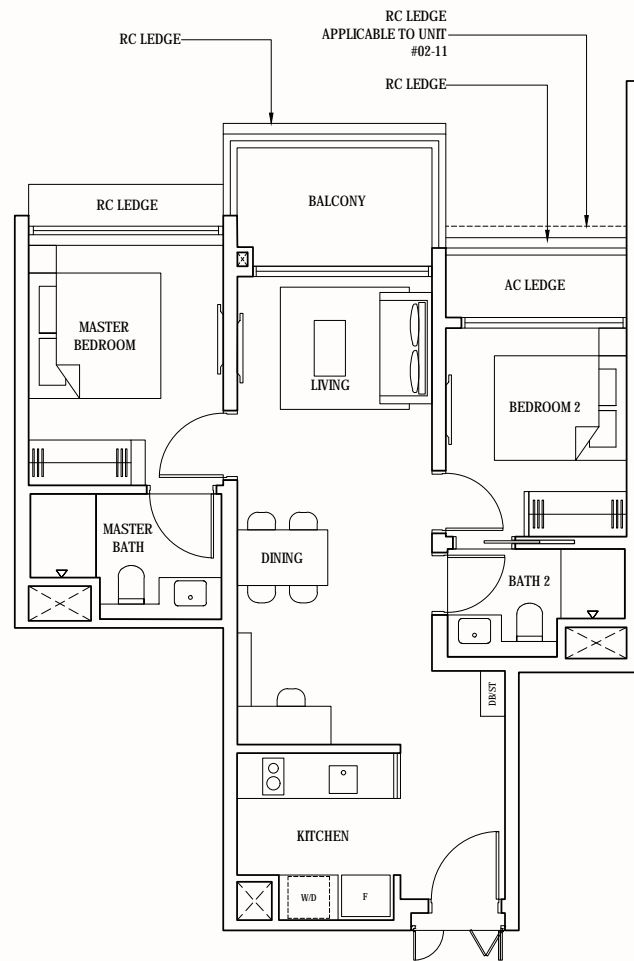 RC LEDGE
APPLICABLE TO UNIT
#02-11
RC LEDGE
RC LEDGE
RC LEDGE
BALCONY
AC LEDGE
MASTER
BEDROOM
LIVING
BEDROOM 2
MASTER
BATH
DINING
BATH 2
DB/ST
KITCHEN
W/D
F